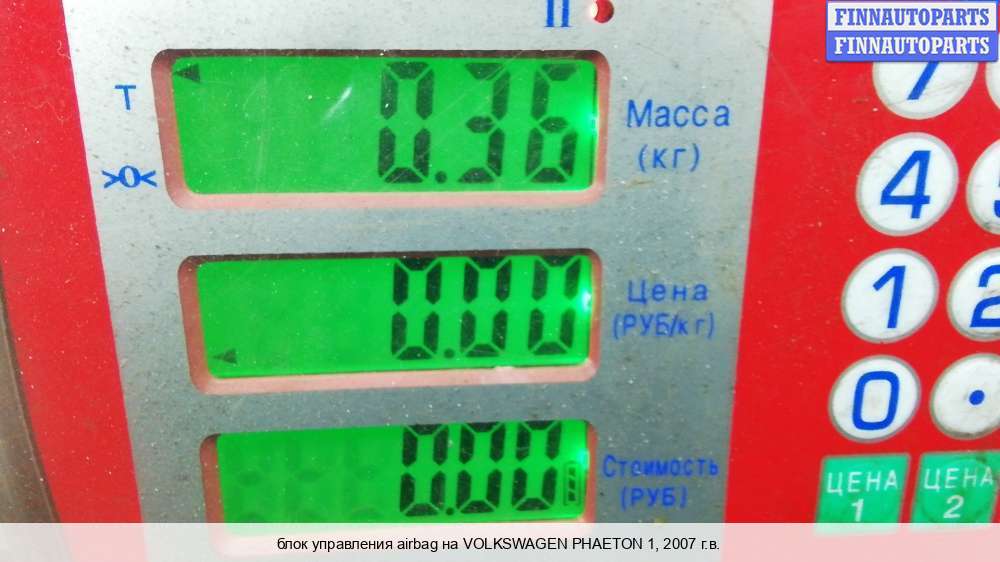 II
FINNAUTOPARTS
FINNAUTOPARTS
T
0.36
Масса
(кг)
>0<
7
4
0.00
Цена
(РУБ/кг)
1
2
0
.
0.00
Стоимость
(РУБ)
ЦЕНА
1
ЦЕНА
2
блок управления airbag на VOLKSWAGEN PHAETON 1, 2007 г.в.